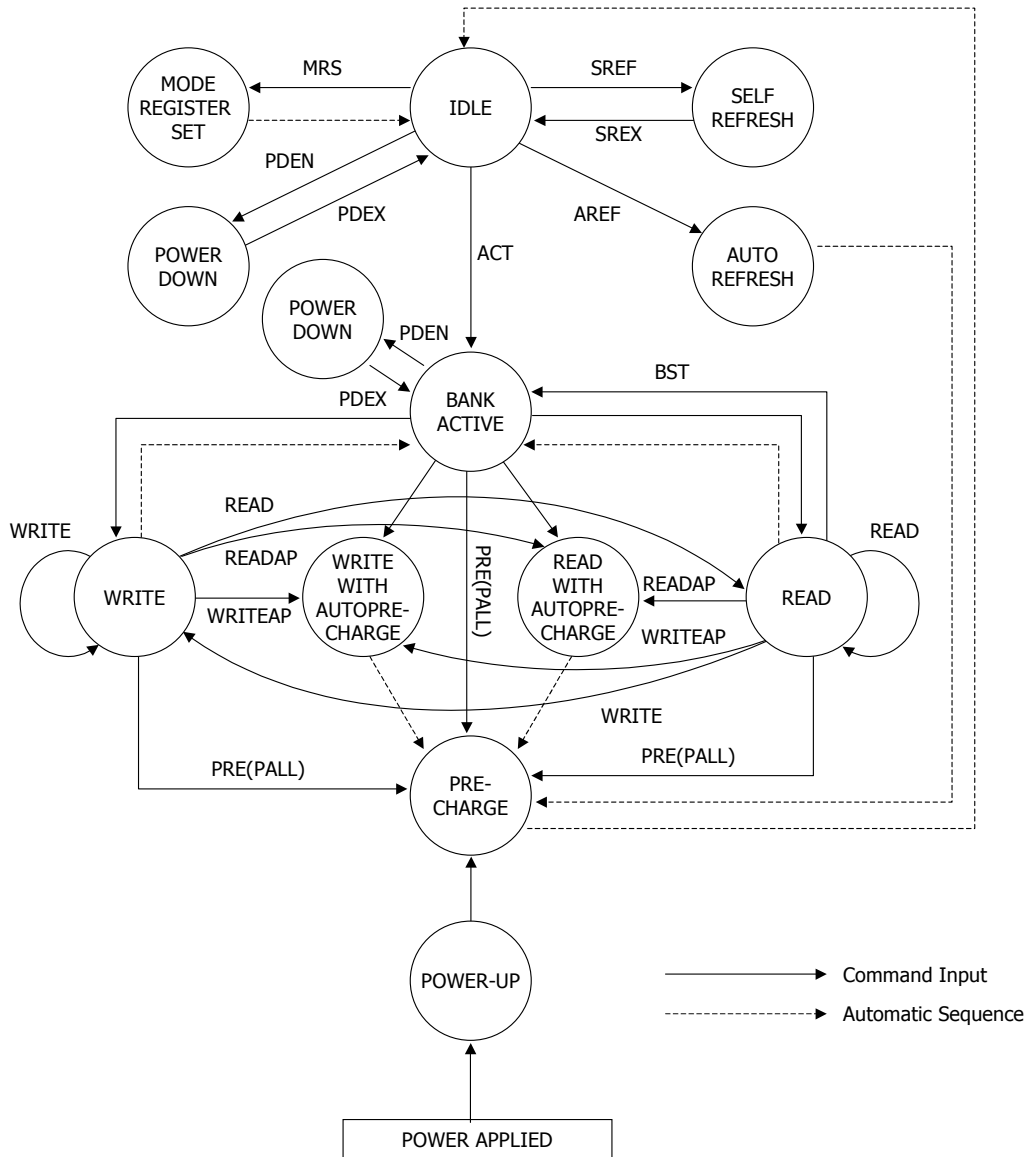 MRS
SREF
MODE
REGISTER
SET
IDLE
SELF
REFRESH
SREX
PDEN
PDEX
AREF
POWER
DOWN
ACT
AUTO
REFRESH
POWER
DOWN
PDEN
PDEX
BANK
ACTIVE
BST
WRITE
READ
READ
READAP
WRITE
WRITEAP
WRITE
WITH
AUTOPRE-
CHARGE
PRE(PALL)
READ
WITH
AUTOPRE-
CHARGE
READAP
READ
WRITEAP
WRITE
PRE(PALL)
PRE(PALL)
PRE-
CHARGE
POWER-UP
Command Input
Automatic Sequence
POWER APPLIED